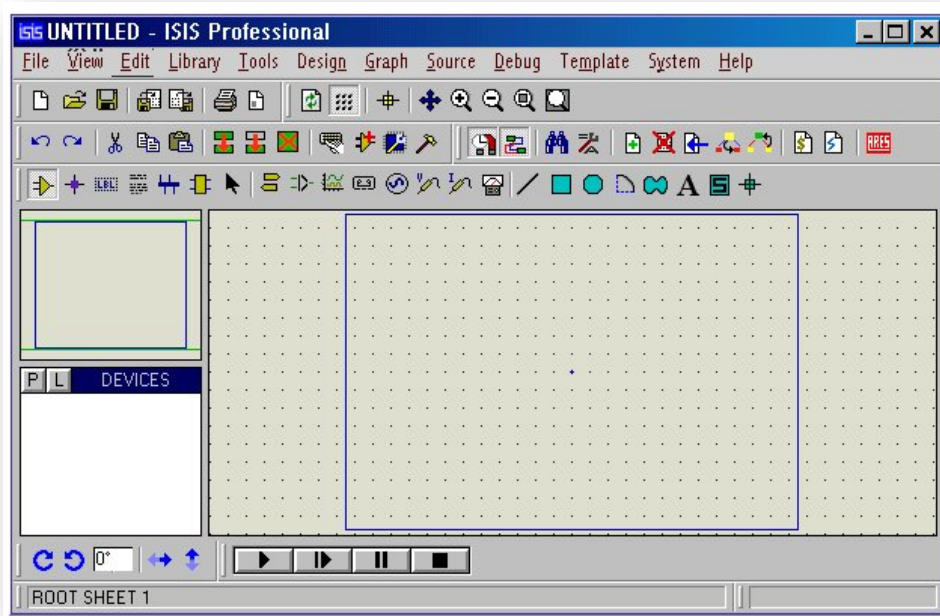 isis UNTITLED - ISIS Professional
File View Edit Library Tools Design Graph Source Debug Template System Help
LBL A S
P L DEVICES
0°
ROOT SHEET 1